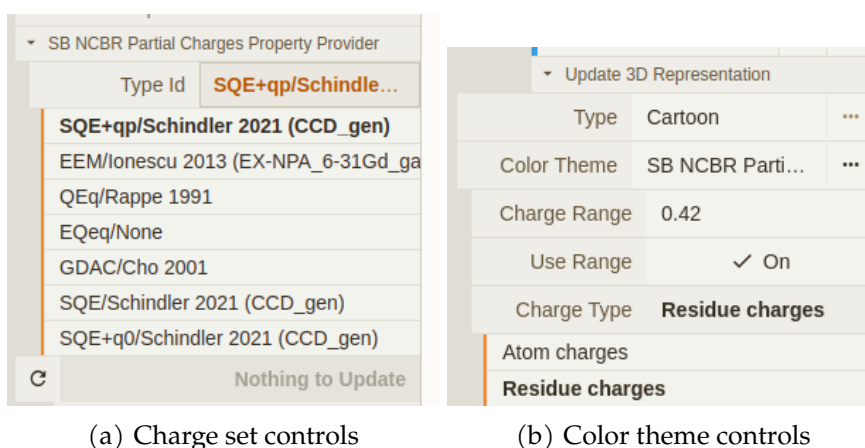 SB NCBR Partial Charges Property Provider
Type Id SQE+qp/Schindle...
SQE+qp/Schindler 2021 (CCD_gen)
EEM/Ionescu 2013 (EX-NPA_6-31Gd_ga
QEq/Rappe 1991
EQeq/None
GDAC/Cho 2001
SQE/Schindler 2021 (CCD_gen)
SQE+q0/Schindler 2021 (CCD_gen)
Nothing to Update
(a) Charge set controls
Update 3D Representation
Type Cartoon ...
Color Theme SB NCBR Parti... ...
Charge Range 0.42
Use Range ✓ On
Charge Type Residue charges
Atom charges
Residue charges
(b) Color theme controls